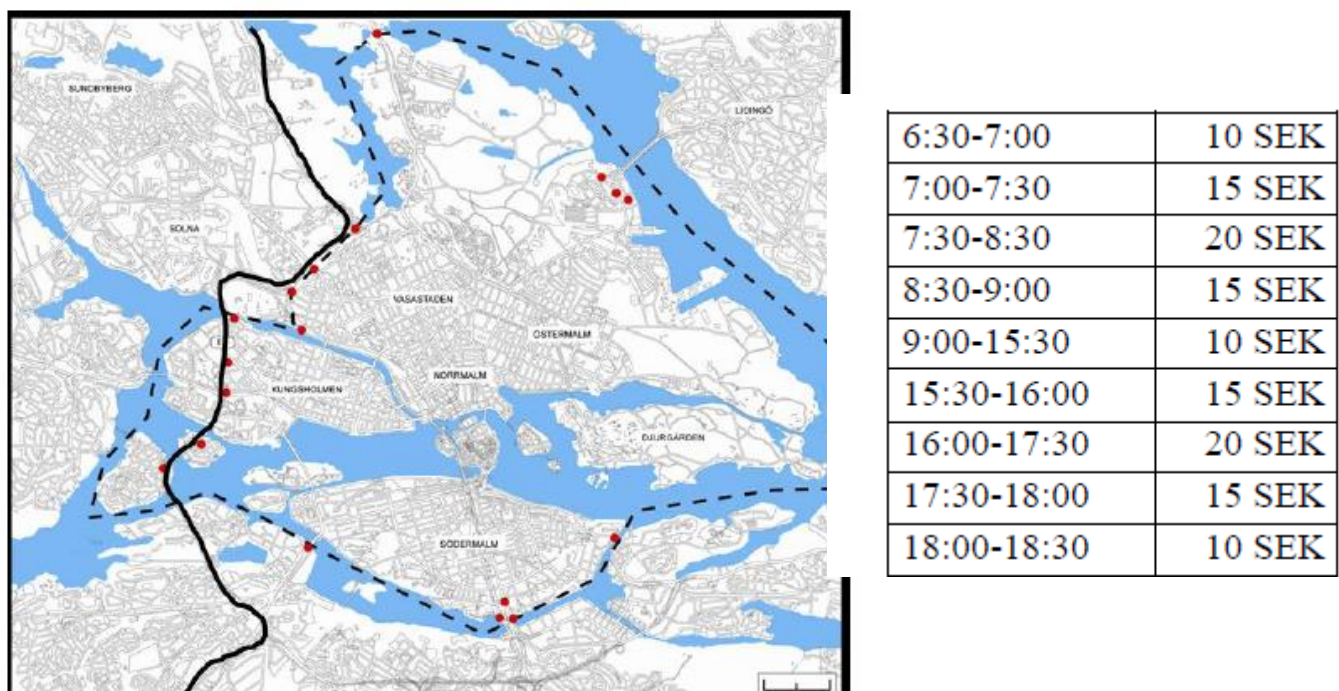 SUNDBYBERG
LIDINGÖ
SOLNA
VASASTADEN
ÖSTERMALM
E
KUNGSHOLMEN
NORRMALM
DJURGÅRDEN
SÖDERMALM
6:30-7:00 10 SEK
7:00-7:30 15 SEK
7:30-8:30 20 SEK
8:30-9:00 15 SEK
9:00-15:30 10 SEK
15:30-16:00 15 SEK
16:00-17:30 20 SEK
17:30-18:00 15 SEK
18:00-18:30 10 SEK